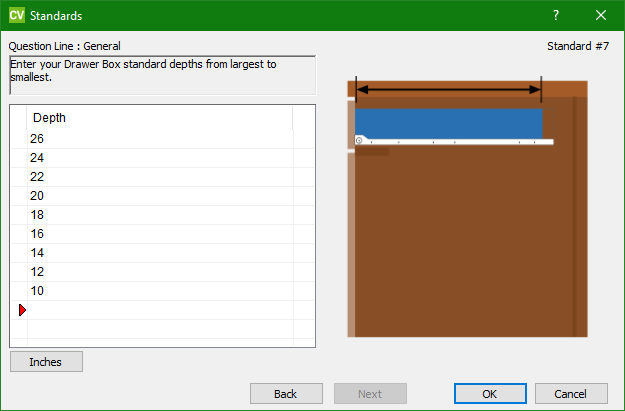 CV Standards
Question Line : General
Standard #7
Enter your Drawer Box standard depths from largest to
smallest.
Depth
26
24
22
20
18
16
14
12
10
Inches
Back
Next
OK
Cancel